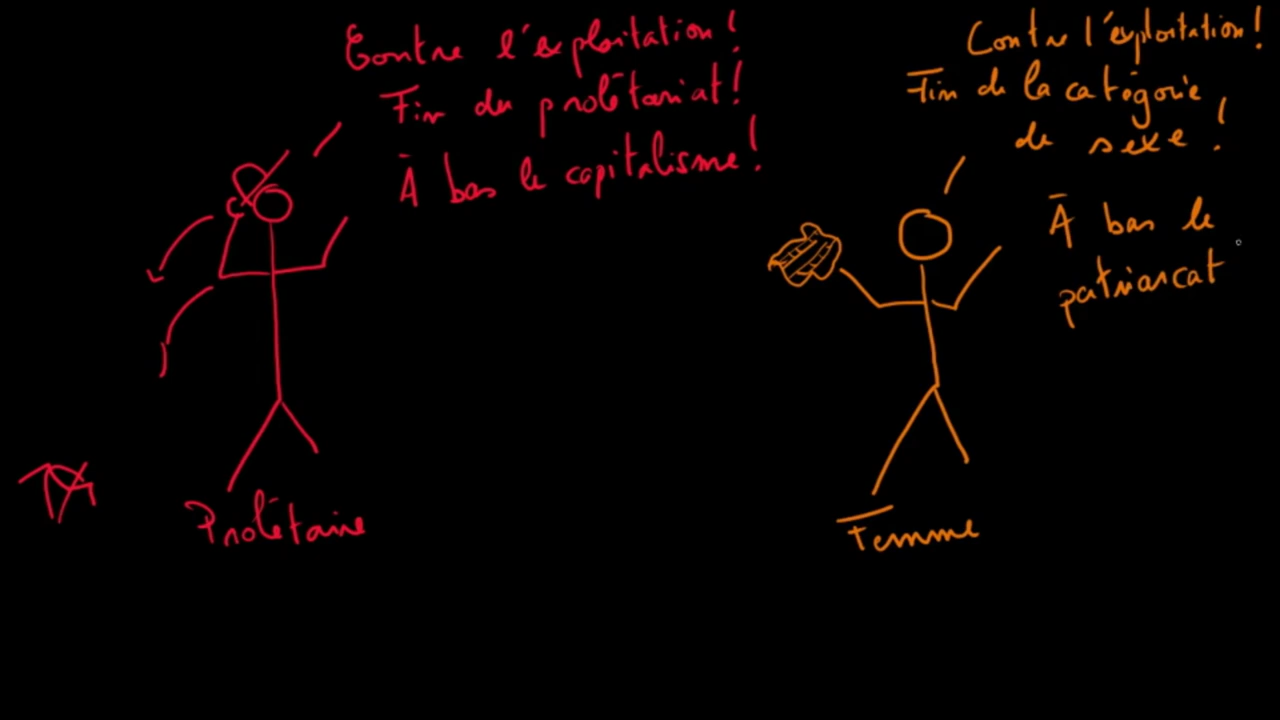 Contre l'exploitation!
Fin du prolétariat!
À bas le capitalisme!
Prolétaire
Contre l'exploitation!
Fin de la catégorie
de sexe!
À bas le
patriarcat
Femme